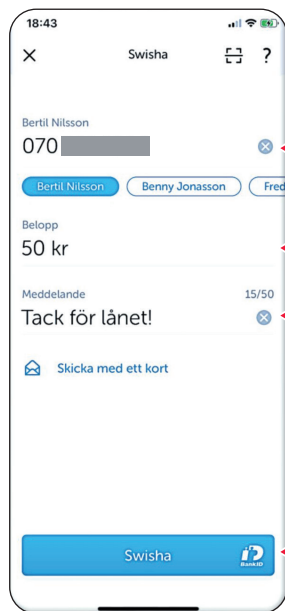 18:43
Swisha ?
Bertil Nilsson
070
Bertil Nilsson Benny Jonasson Fred
Belopp
50 kr
Meddelande 15/50
Tack för lånet!
Skicka med ett kort
Swisha
BankID